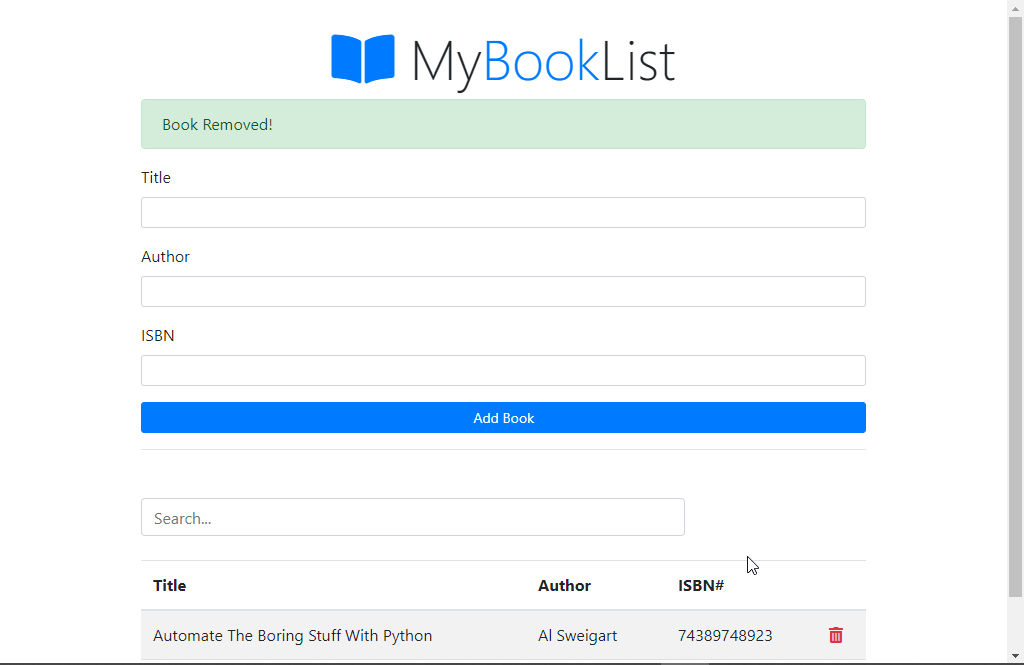 MyBookList
Book Removed!
Title
Author
ISBN
Add Book
Search...
Title Author ISBN#
Automate The Boring Stuff With Python Al Sweigart 74389748923